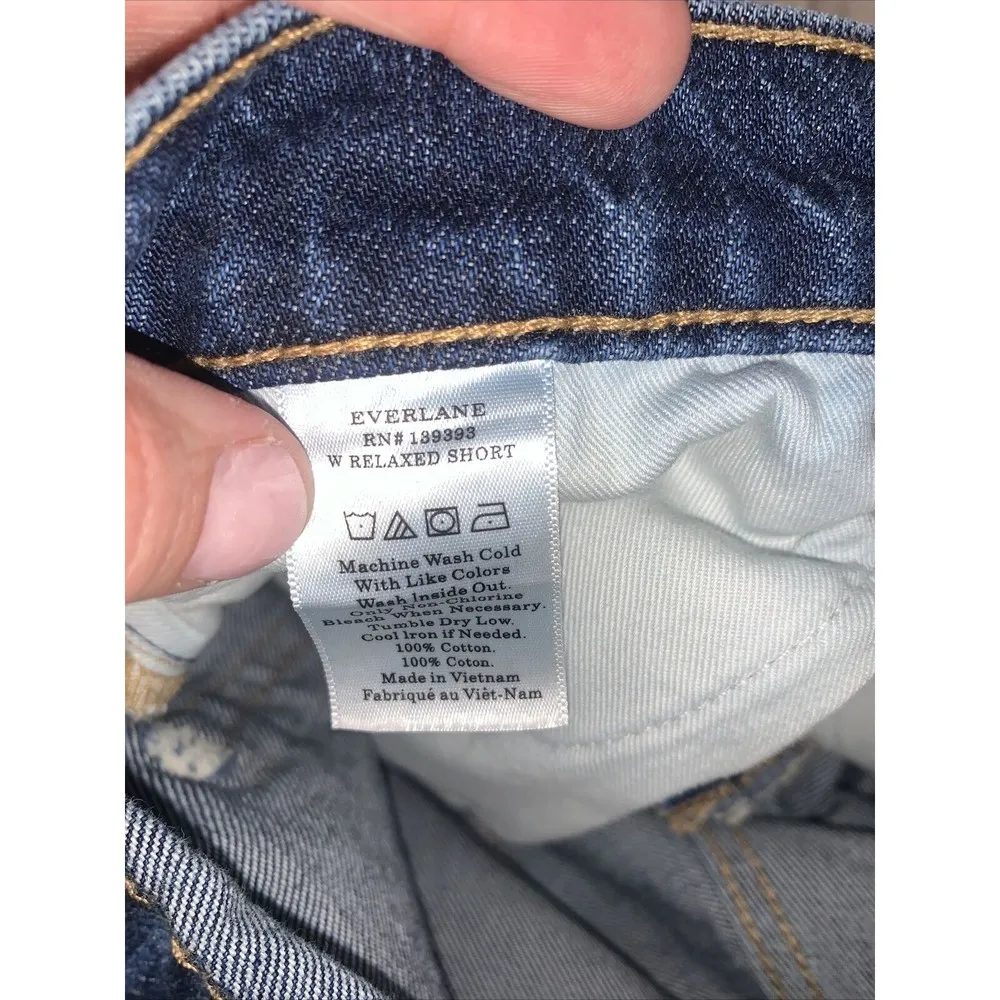 EVERLANE
RN# 139393
W RELAXED SHORT
Machine Wash Cold
With Like Colors
Wash Inside Out.
Only Non-Chlorine
Bleach When Necessary.
Tumble Dry Low.
Cool Iron if Needed.
100% Cotton.
100% Coton.
Made in Vietnam
Fabriqué au Viêt-Nam